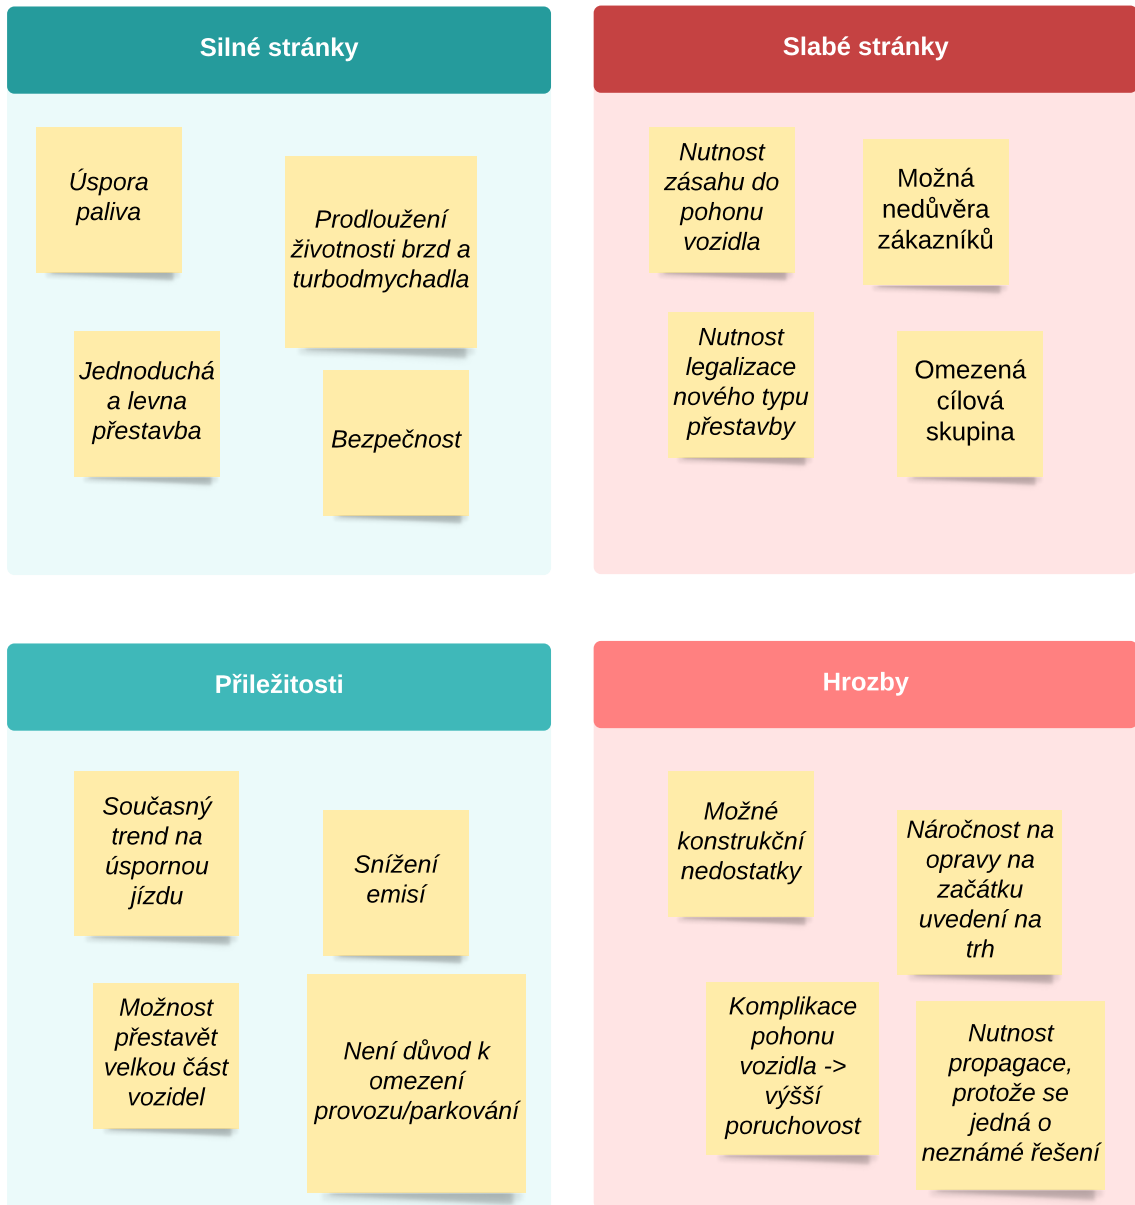 Silné stránky
Úspora
paliva
Prodloužení
životnosti brzd a
turbodmychadla
Jednoduchá
a levna
přestavba
Bezpečnost
Slabé stránky
Nutnost
zásahu do
pohonu
vozidla
Možná
nedůvěra
zákazníků
Nutnost
legalizace
nového typu
přestavby
Omezená
cílová
skupina
Přiležitosti
Současný
trend na
úspornou
jízdu
Snížení
emisí
Možnost
přestavět
velkou část
vozidel
Není důvod k
omezení
provozu/parkování
Hrozby
Možné
konstrukční
nedostatky
Náročnost na
opravy na
začátku
uvedení na
trh
Komplikace
pohonu
vozidla ->
výšší
poruchovost
Nutnost
propagace,
protože se
jedná o
neznámé řešení